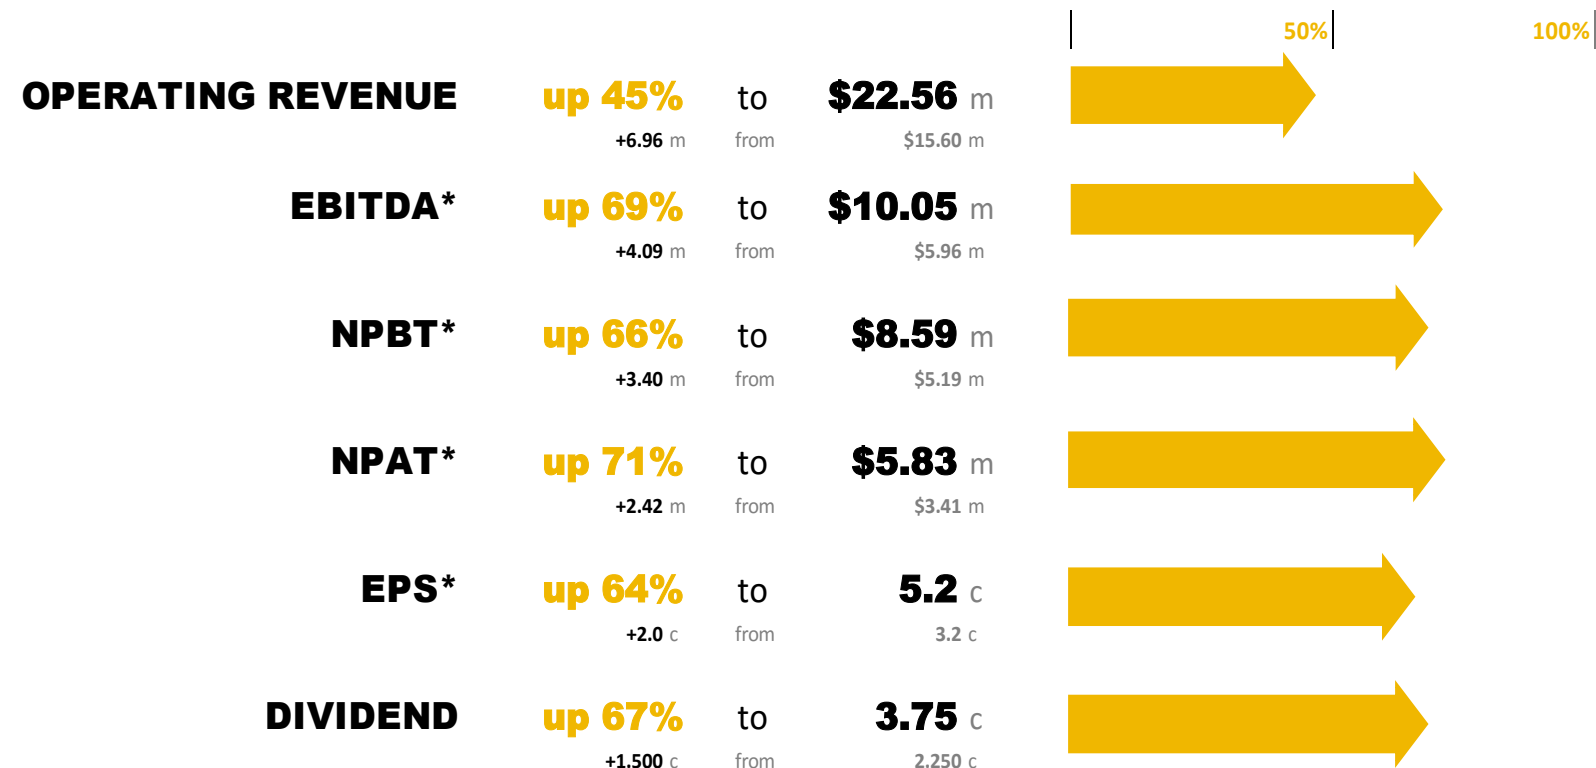 50% 100%
OPERATING REVENUE up 45% to $22.56 m
+6.96 m from $15.60 m
EBITDA* up 69% to $10.05 m
+4.09 m from $5.96 m
NPBT* up 66% to $8.59 m
+3.40 m from $5.19 m
NPAT* up 71% to $5.83 m
+2.42 m from $3.41 m
EPS* up 64% to 5.2 c
+2.0 c from 3.2 c
DIVIDEND up 67% to 3.75 c
+1.500 c from 2.250 c